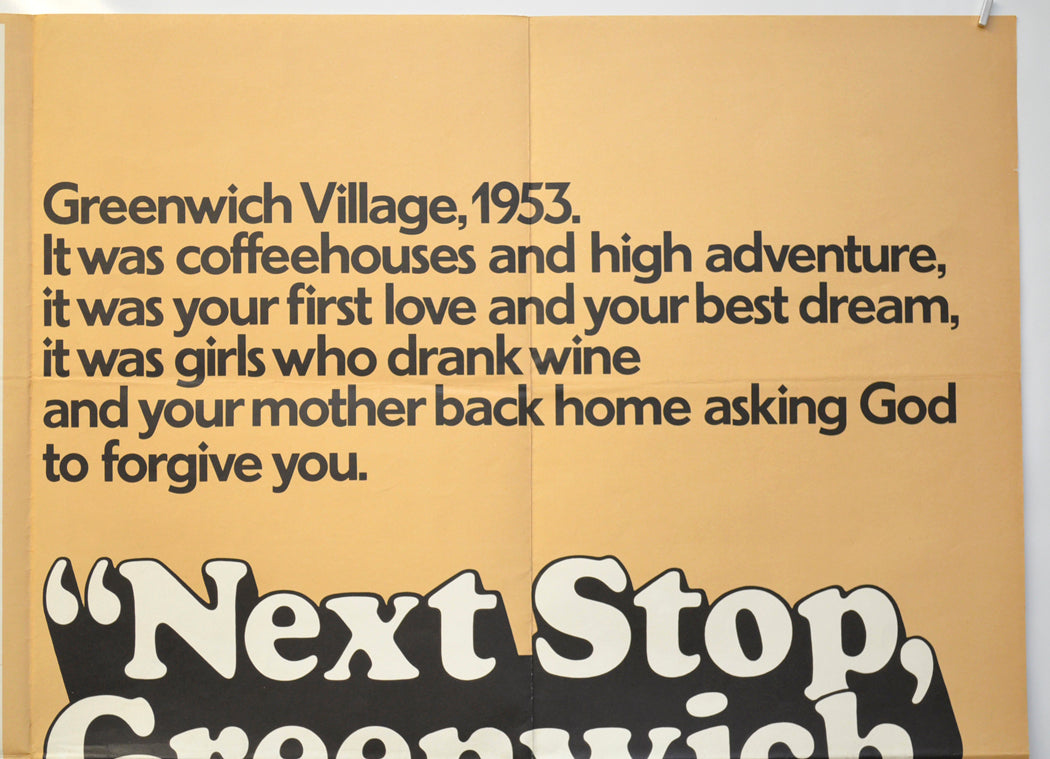 Greenwich Village, 1953.
It was coffeehouses and high adventure,
it was your first love and your best dream,
it was girls who drank wine
and your mother back home asking God
to forgive you.
“Next Stop,
Greenwich